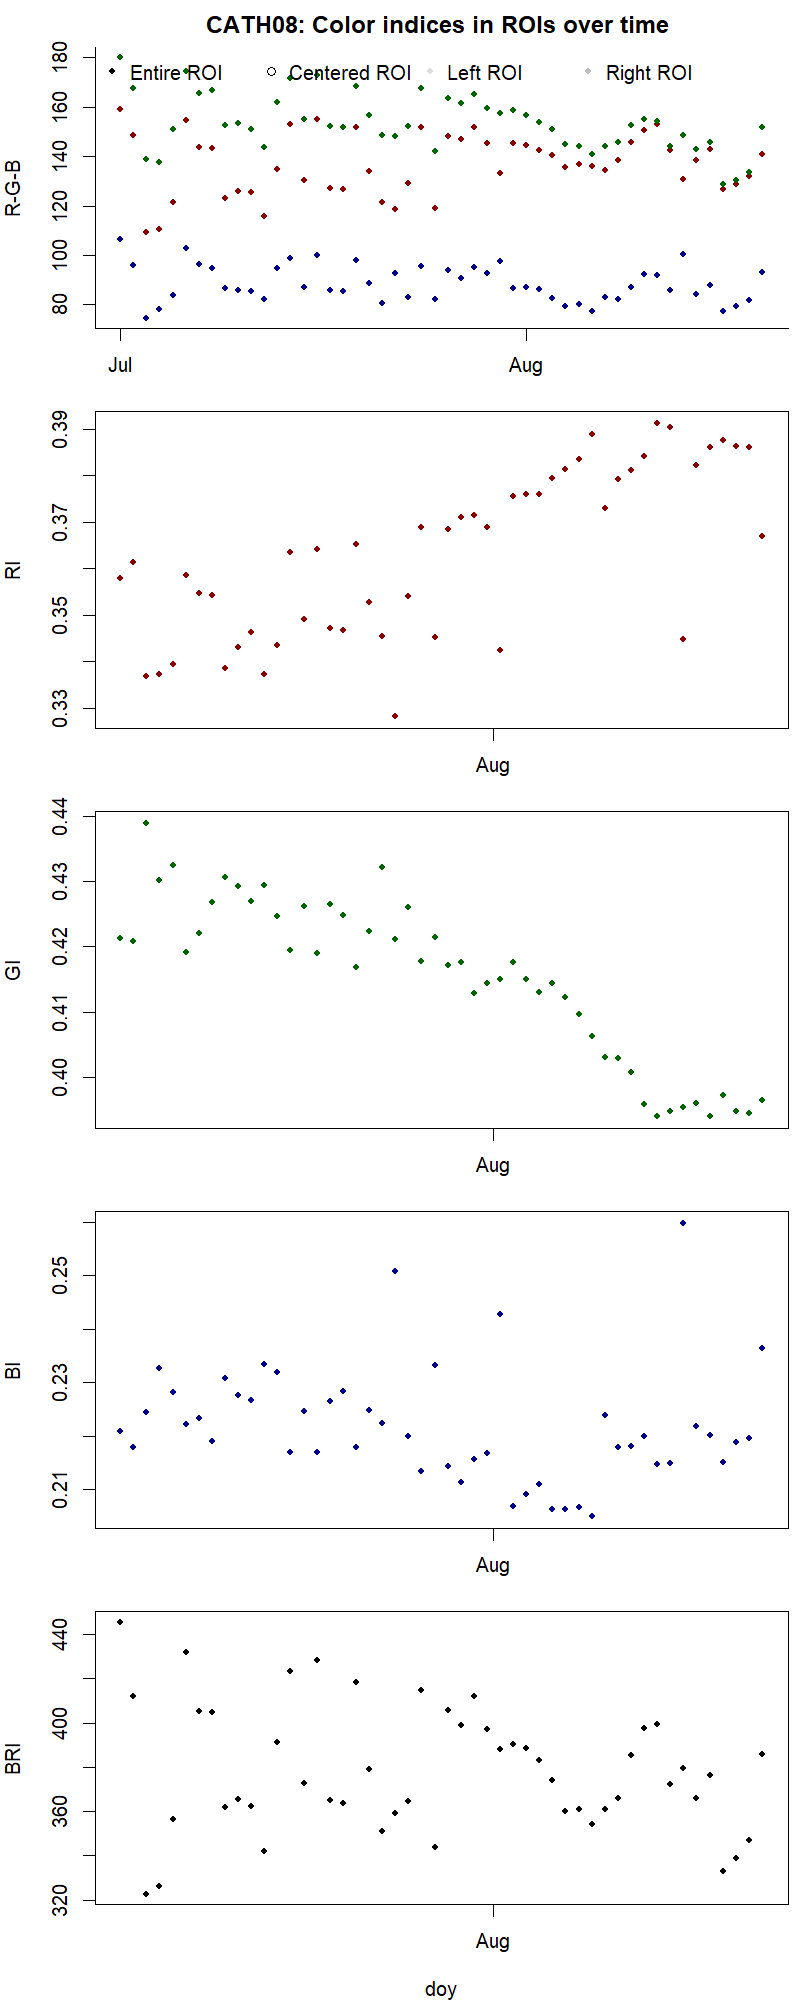 CATH08: Color indices in ROIs over time
Entire ROI
Centered ROI
Left ROI
Right ROI
R-G-B
180
160
140
120
100
80
Jul
Aug
RI
0.39
0.37
0.35
0.33
Aug
GI
0.44
0.43
0.42
0.41
0.40
Aug
BI
0.25
0.23
0.21
Aug
BRI
440
400
360
320
Aug
doy